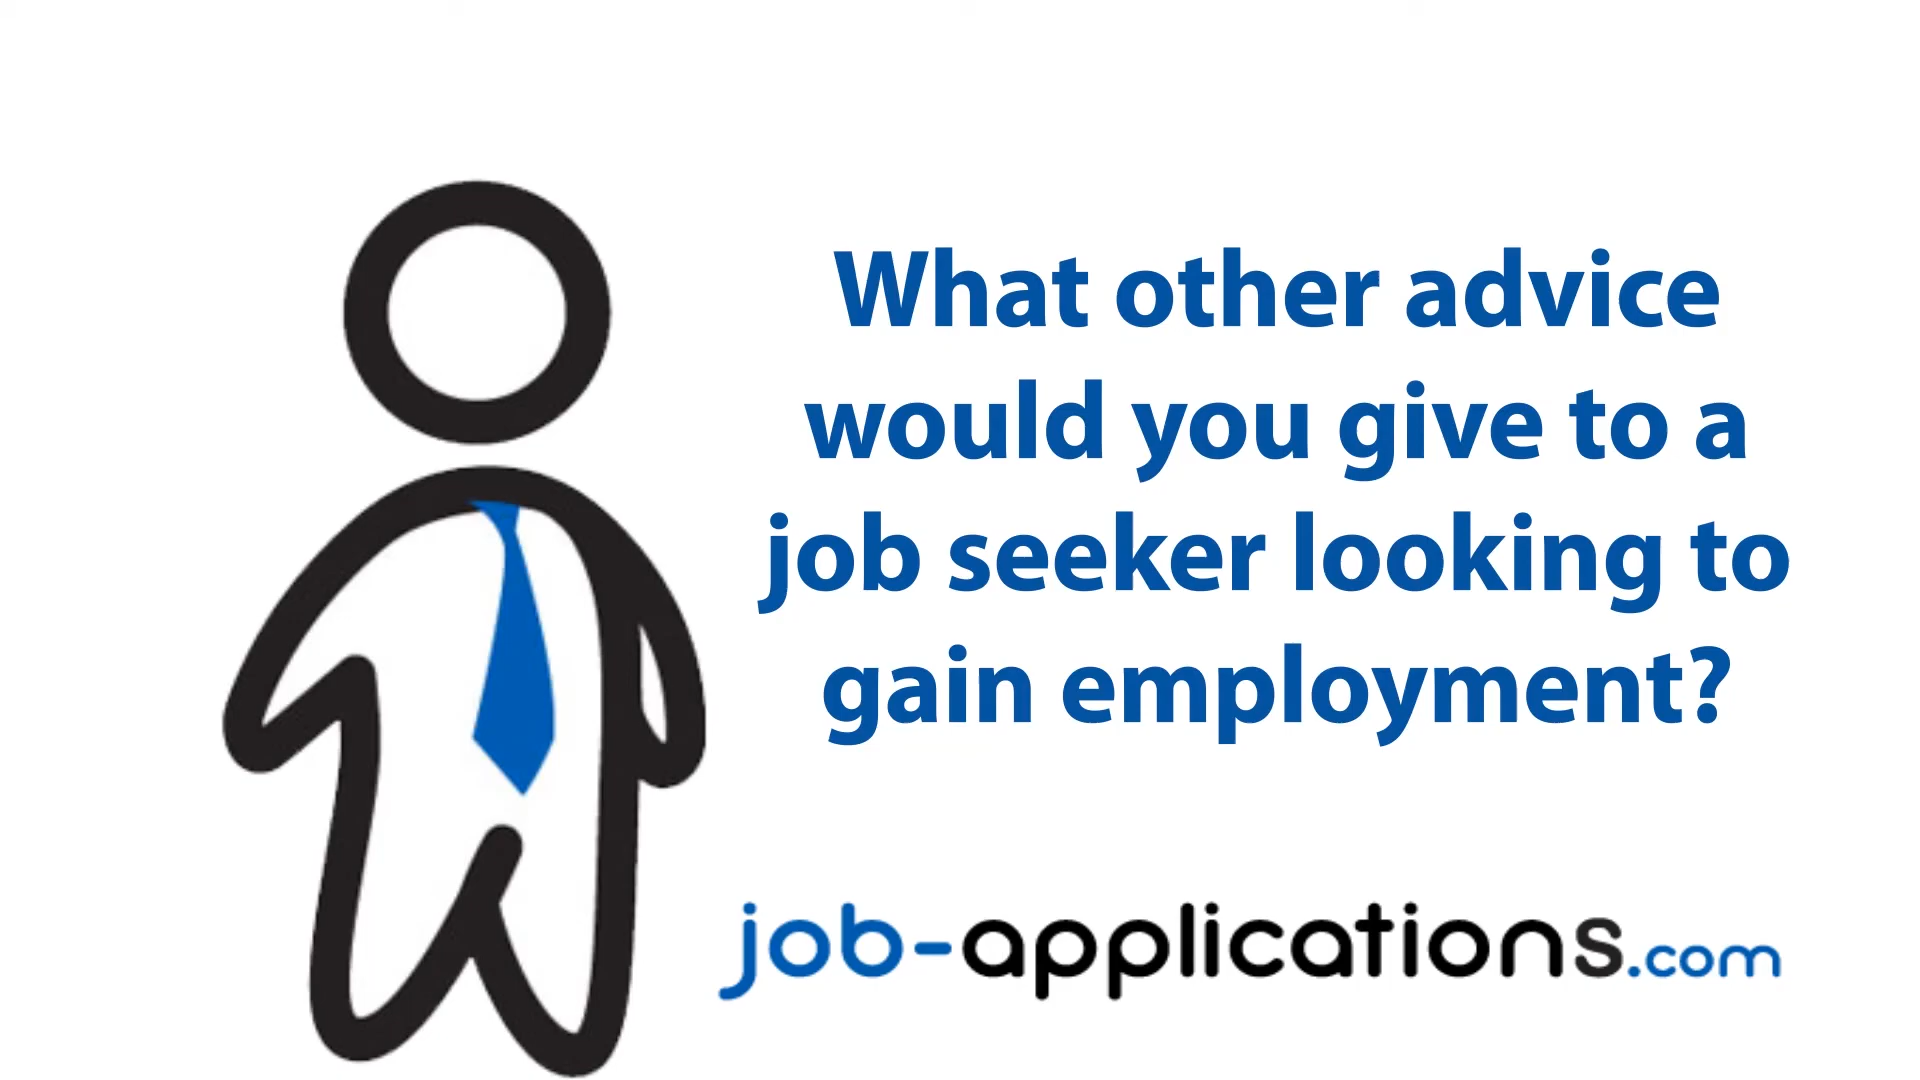 What other advice
would you give to a
job seeker looking to
gain employment?
job-applications.com